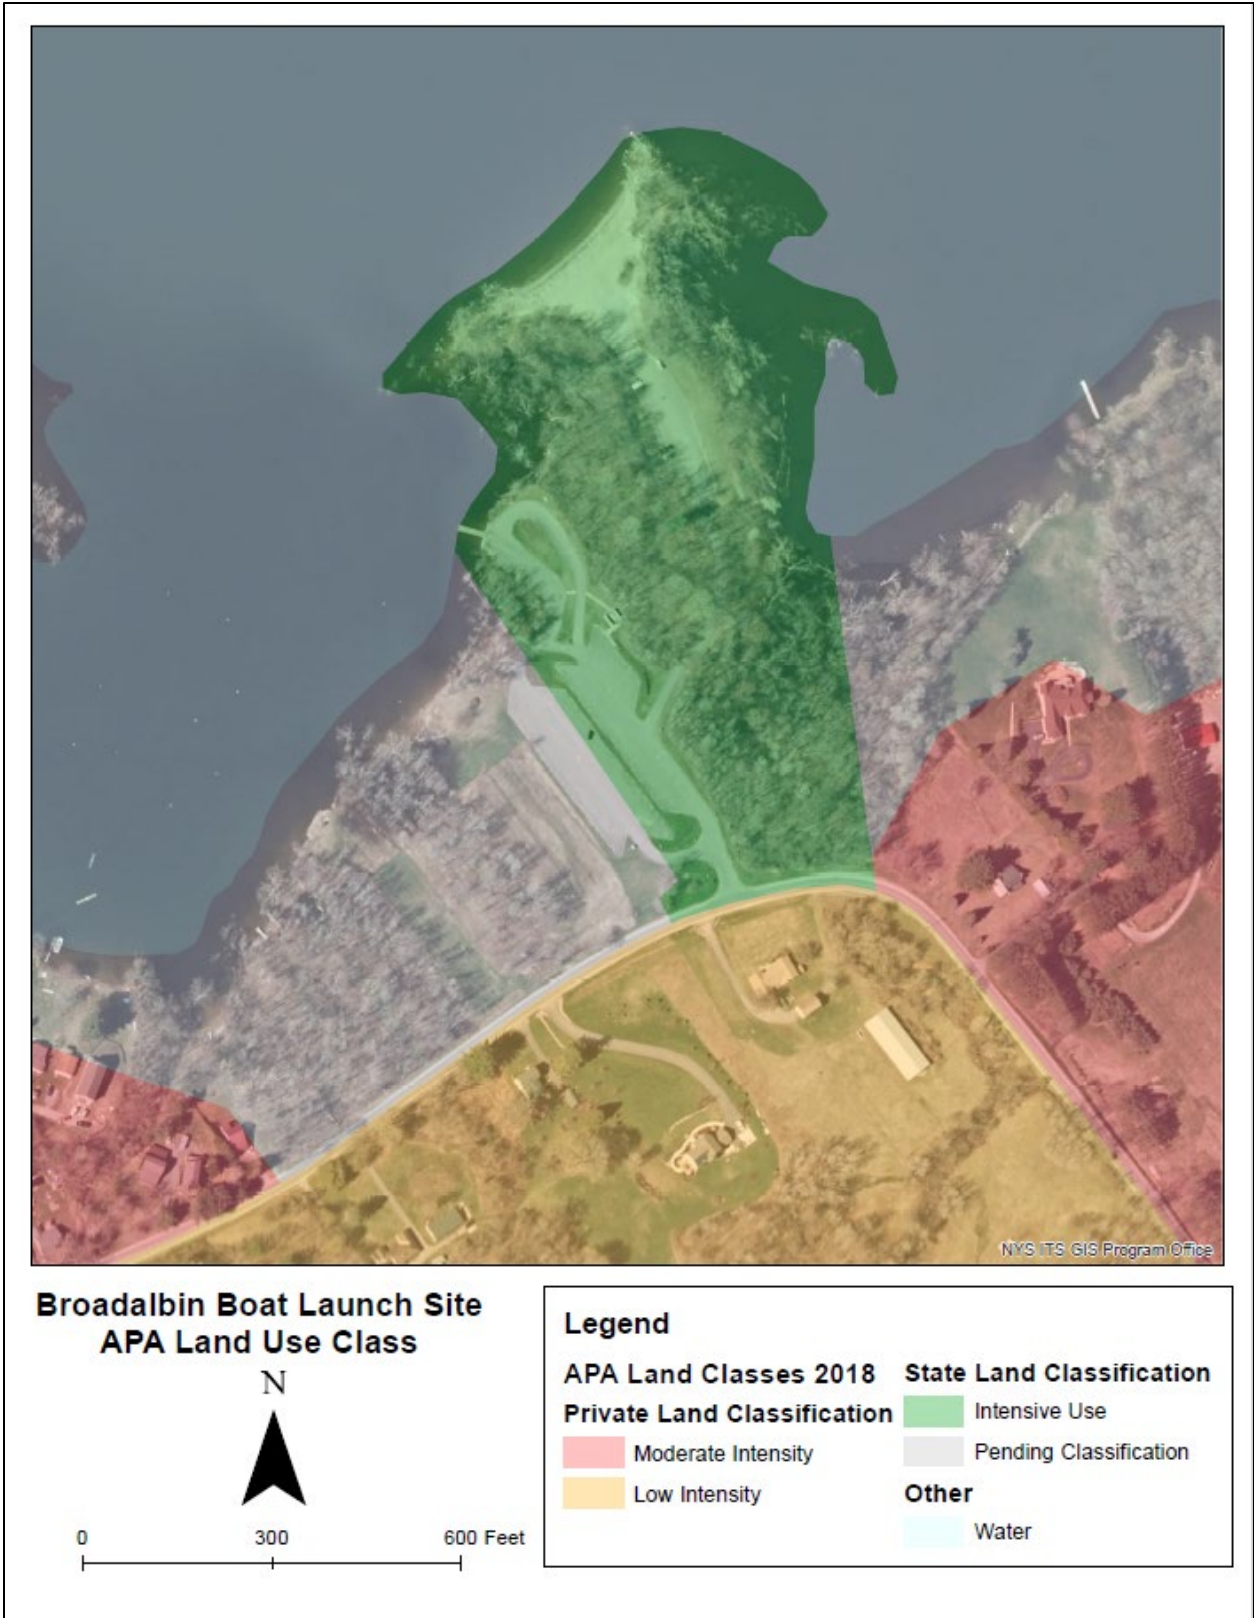 NYS ITS GIS Program Office
Broadalbin Boat Launch Site
APA Land Use Class
N
0 300 600 Feet
Legend
APA Land Classes 2018
Private Land Classification
Moderate Intensity
Low Intensity
State Land Classification
Intensive Use
Pending Classification
Other
Water